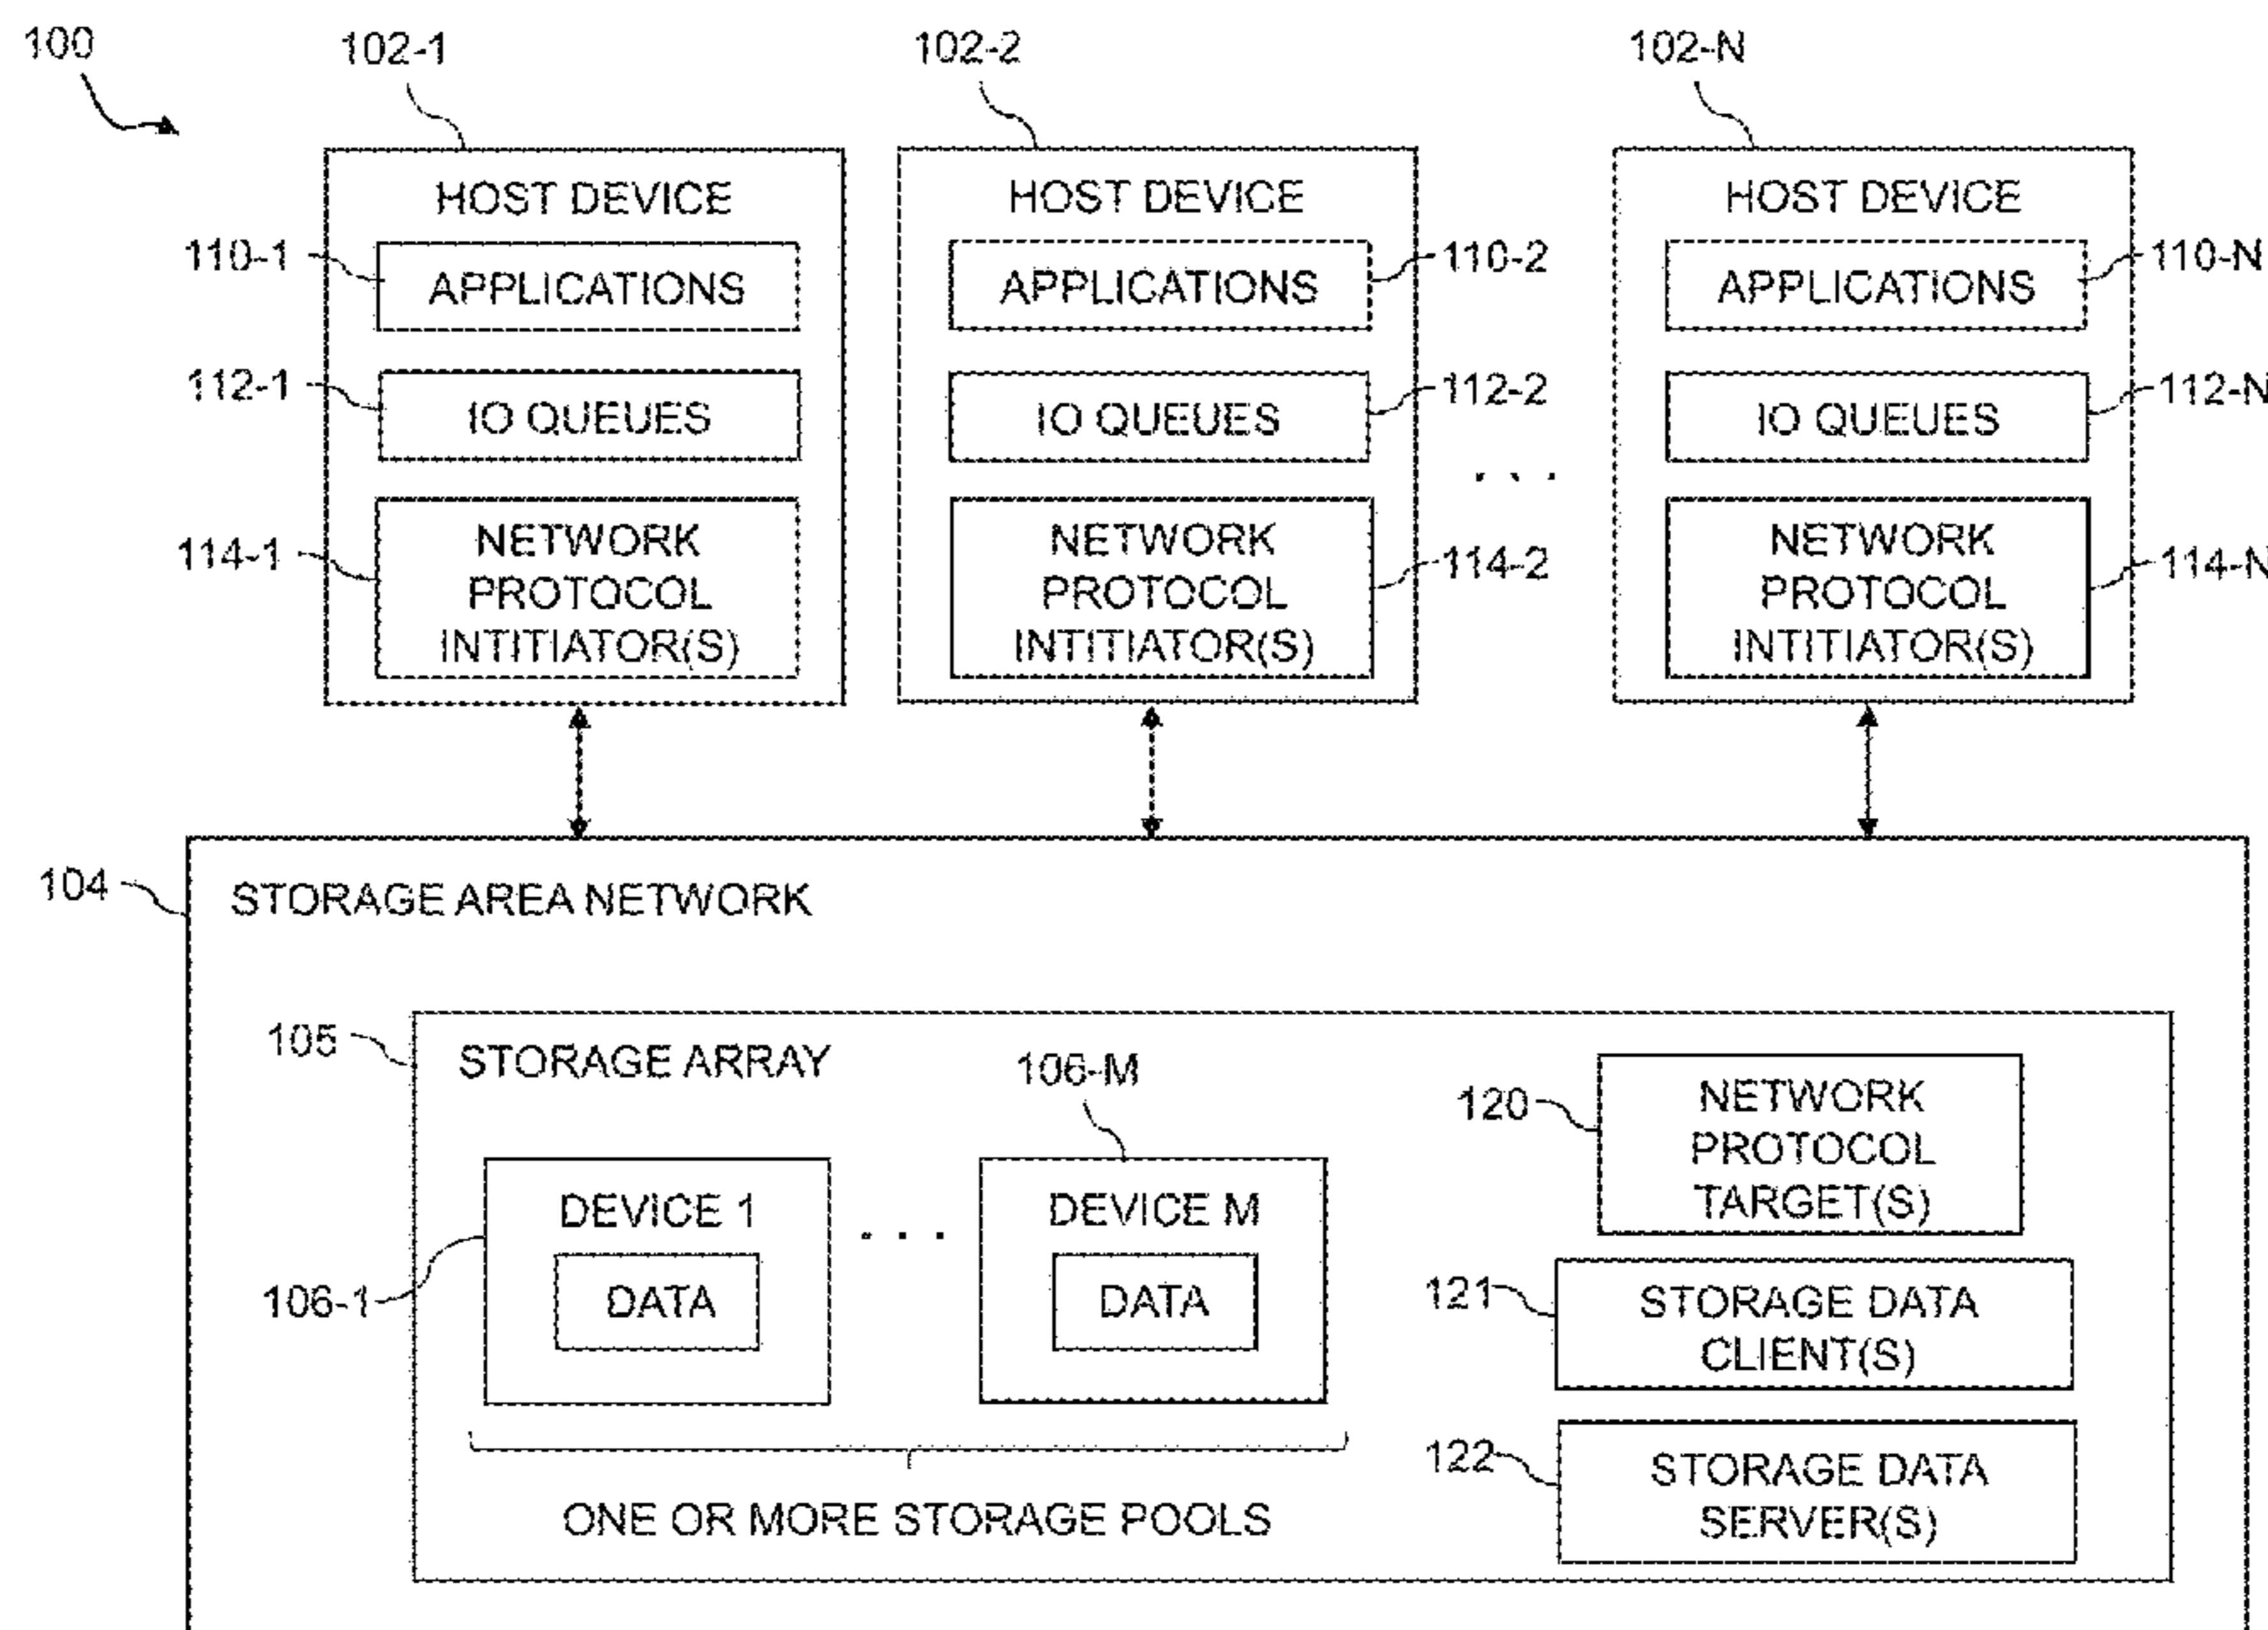 100
102-1
102-2
102-N
HOST DEVICE
HOST DEVICE
HOST DEVICE
110-1
APPLICATIONS
APPLICATIONS
110-2
APPLICATIONS
110-N
112-1
IO QUEUES
IO QUEUES
112-2
IO QUEUES
112-N
. . .
114-1
NETWORK
PROTOCOL
INTITIATOR(S)
NETWORK
PROTOCOL
INTITIATOR(S)
114-2
NETWORK
PROTOCOL
INTITIATOR(S)
114-N
104
STORAGE AREA NETWORK
105
STORAGE ARRAY
106-M
120
NETWORK
PROTOCOL
TARGET(S)
DEVICE 1
. . .
DEVICE M
106-1
DATA
DATA
121
STORAGE DATA
CLIENT(S)
122
STORAGE DATA
SERVER(S)
ONE OR MORE STORAGE POOLS